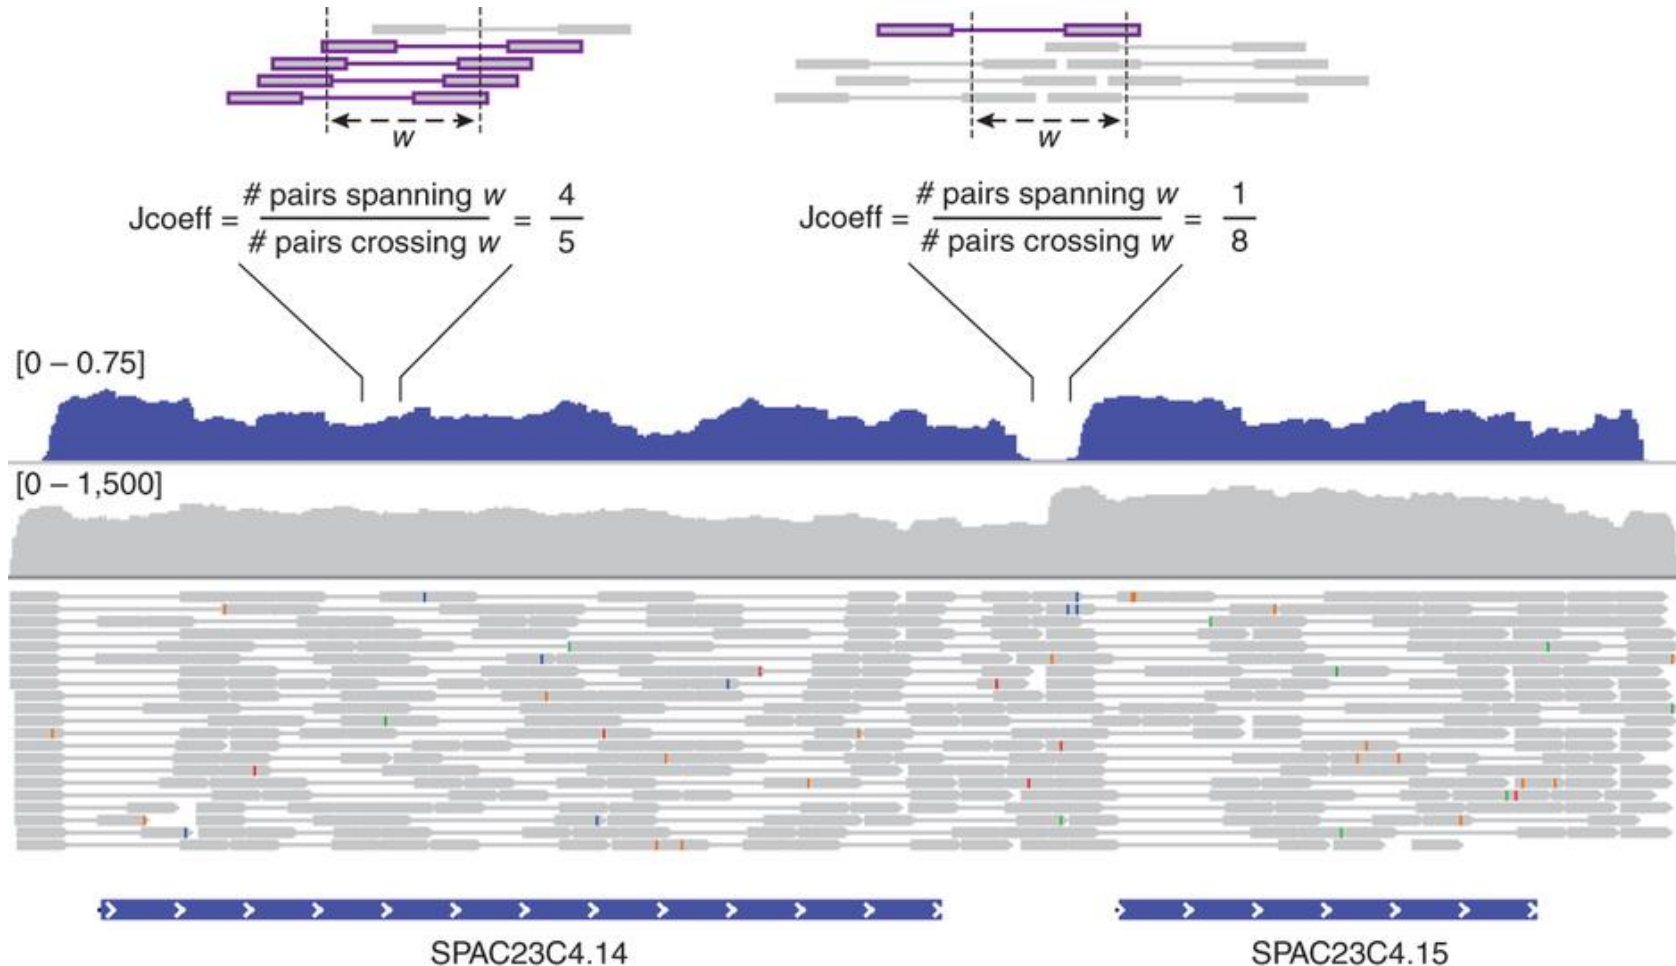 w
w
Jcoeff = # pairs spanning w / # pairs crossing w = 4/5
Jcoeff = # pairs spanning w / # pairs crossing w = 1/8
[0 – 0.75]
[0 – 1,500]
SPAC23C4.14
SPAC23C4.15